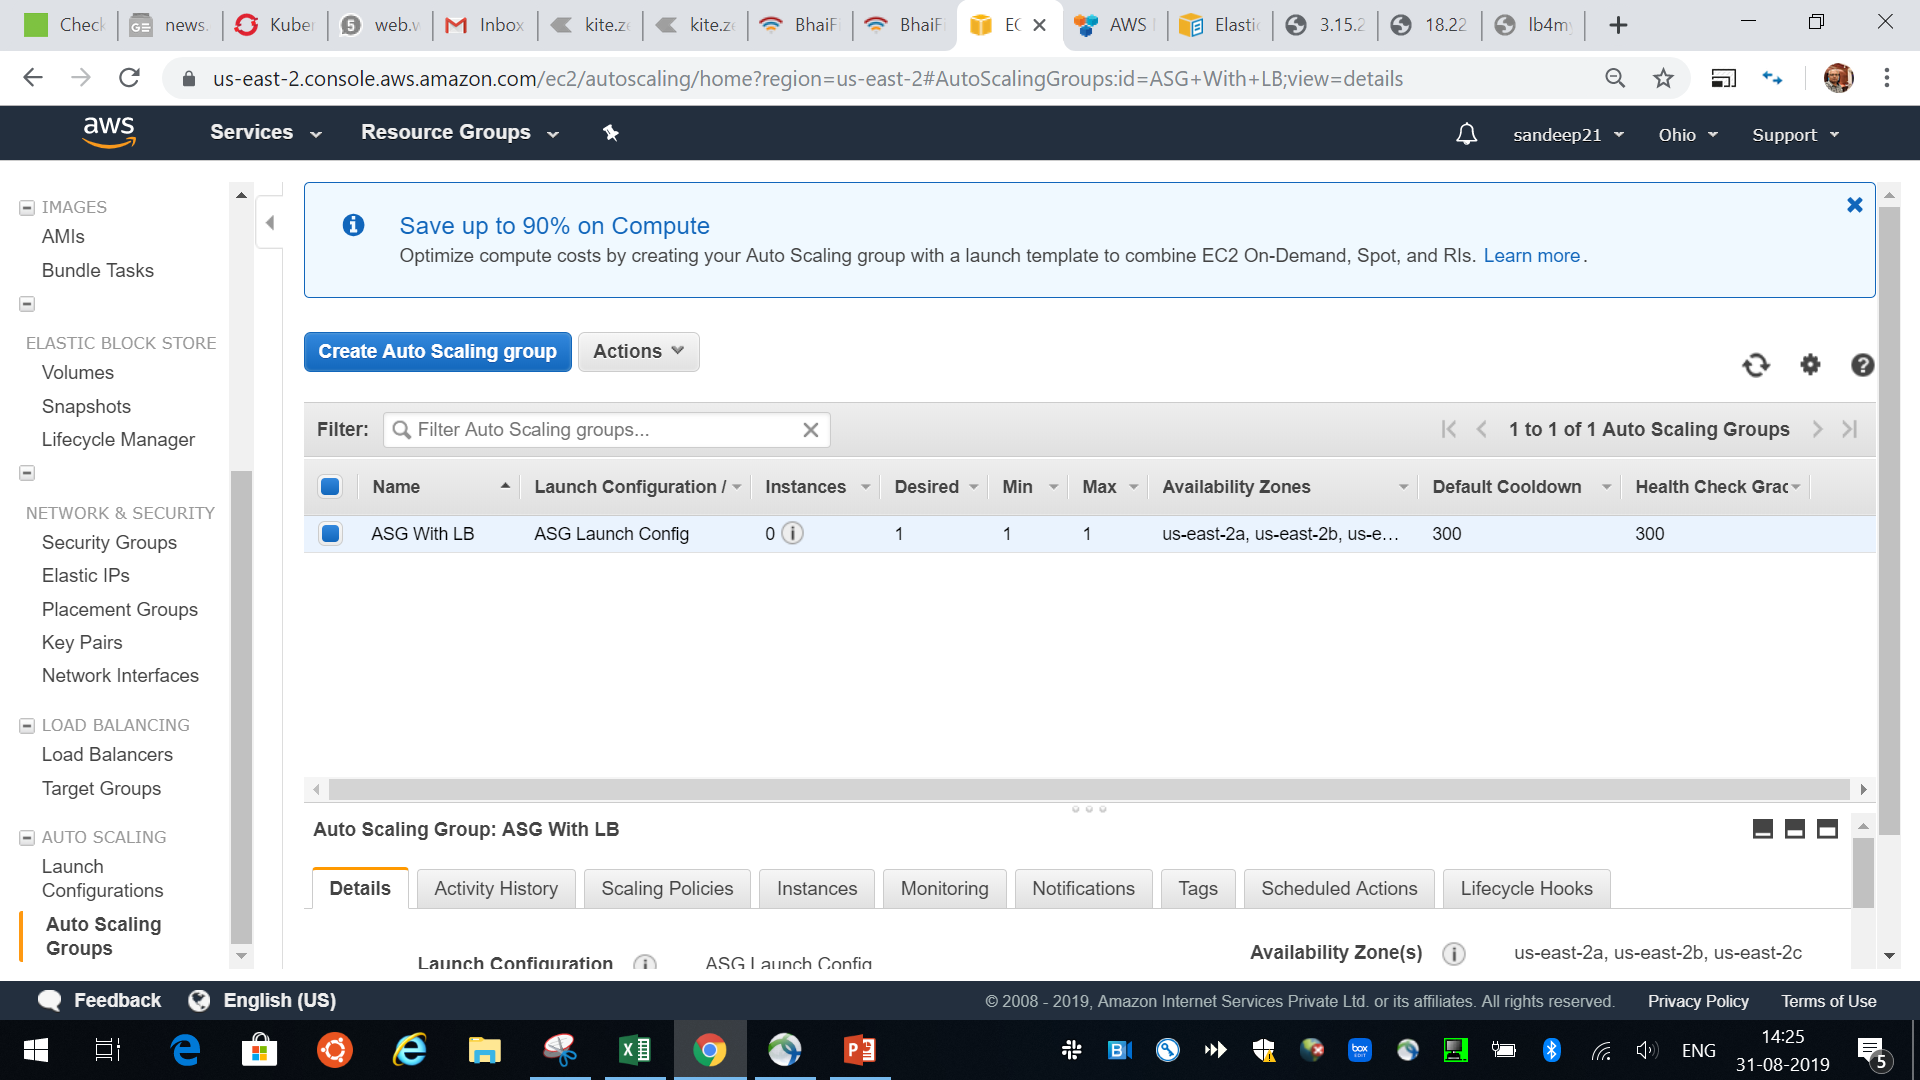 Check
news.
Kuber
web.w
Inbox
kite.ze
kite.ze
BhaiFi
BhaiFi
EC
AWS
Elastic
3.15.2
18.22
lb4my
us-east-2.console.aws.amazon.com/ec2/autoscaling/home?region=us-east-2#AutoScalingGroups:id=ASG+With+LB;view=details
aws
Services
Resource Groups
sandeep21
Ohio
Support
IMAGES
AMIs
Bundle Tasks
ELASTIC BLOCK STORE
Volumes
Snapshots
Lifecycle Manager
NETWORK & SECURITY
Security Groups
Elastic IPs
Placement Groups
Key Pairs
Network Interfaces
LOAD BALANCING
Load Balancers
Target Groups
AUTO SCALING
Launch
Configurations
Auto Scaling
Groups
Save up to 90% on Compute
Optimize compute costs by creating your Auto Scaling group with a launch template to combine EC2 On-Demand, Spot, and RIs. Learn more.
Create Auto Scaling group
Actions
Filter:
Filter Auto Scaling groups...
1 to 1 of 1 Auto Scaling Groups
Name Launch Configuration / Instances Desired Min Max Availability Zones Default Cooldown Health Check Grac
ASG With LB ASG Launch Config 0 1 1 1 us-east-2a, us-east-2b, us-e... 300 300
Auto Scaling Group: ASG With LB
Details
Activity History
Scaling Policies
Instances
Monitoring
Notifications
Tags
Scheduled Actions
Lifecycle Hooks
Launch Configuration ASG Launch Config
Availability Zone(s) us-east-2a, us-east-2b, us-east-2c
Feedback
English (US)
© 2008 - 2019, Amazon Internet Services Private Ltd. or its affiliates. All rights reserved.
Privacy Policy
Terms of Use
ENG
14:25
31-08-2019
5